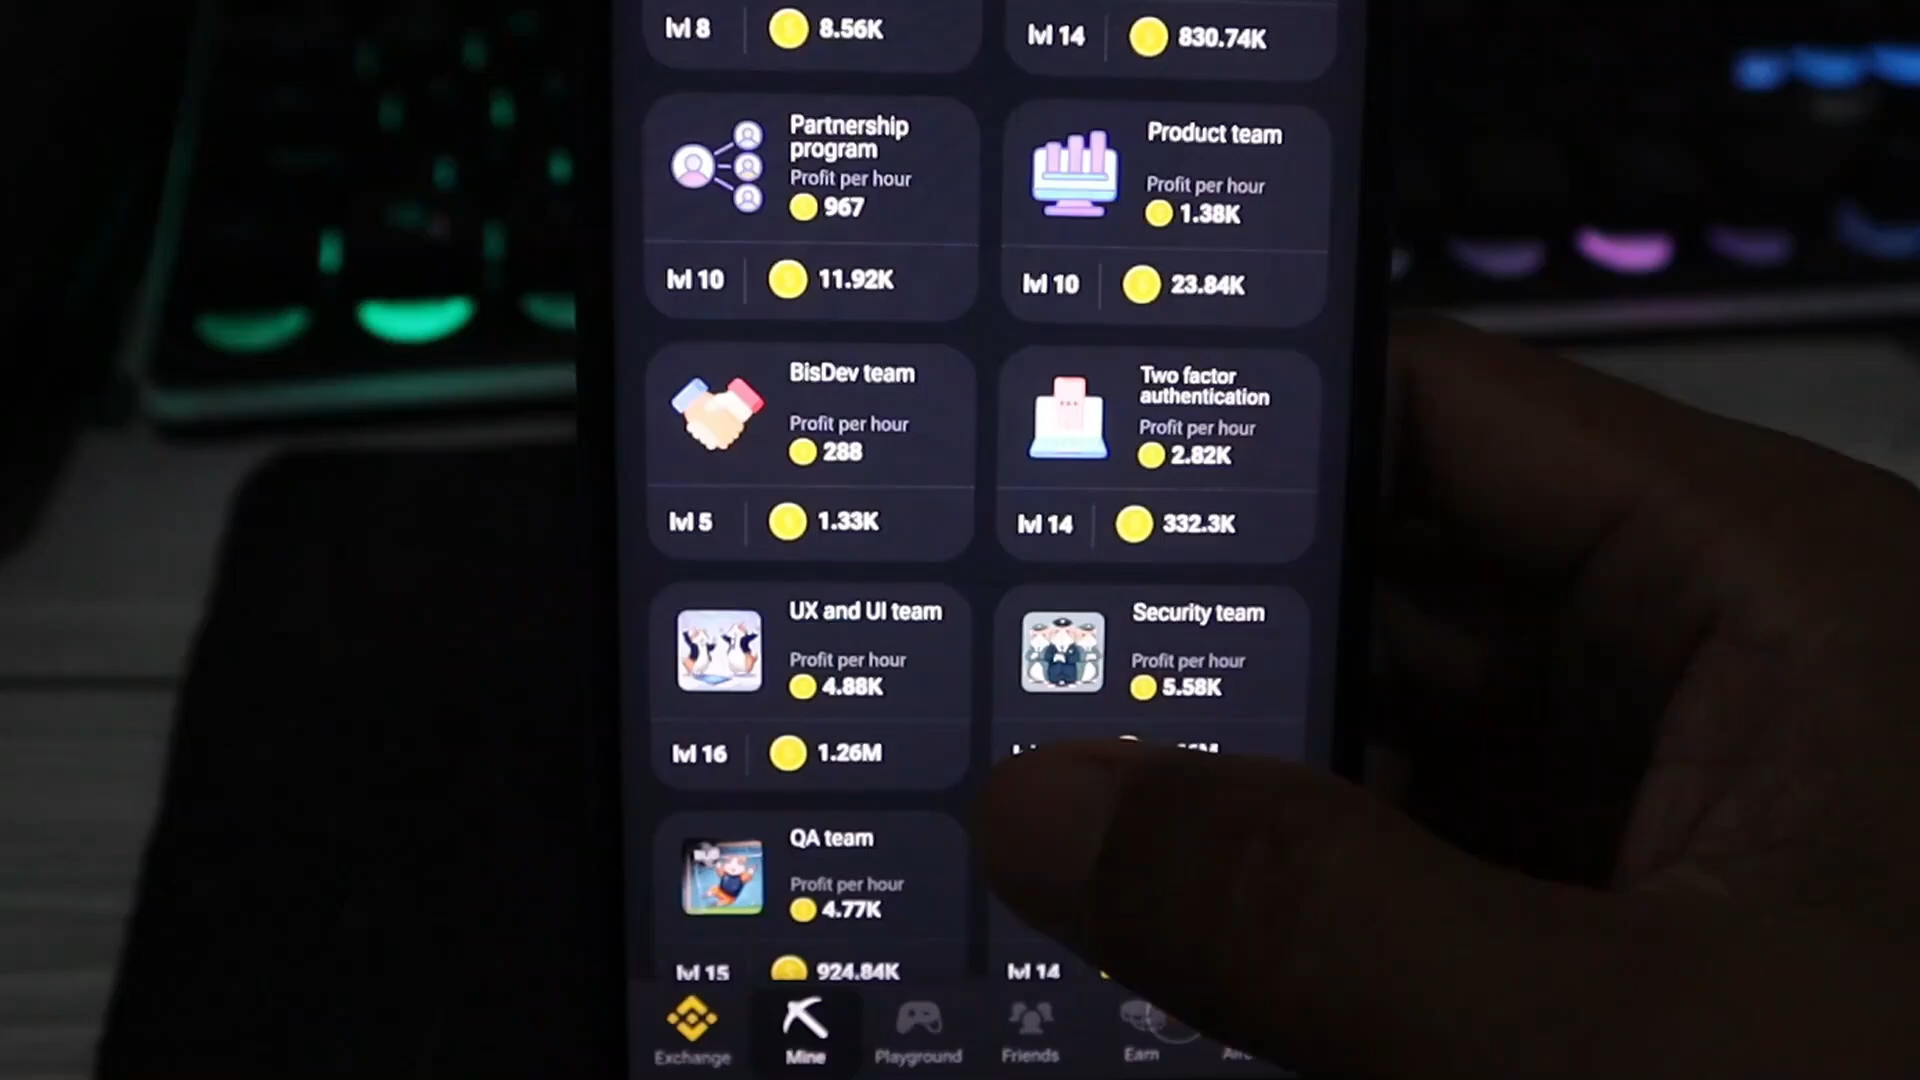 lvl 8
8.56K
lvl 14
830.74K
Partnership
program
Profit per hour
967
lvl 10
11.92K
Product team
Profit per hour
1.38K
lvl 10
23.84K
BisDev team
Profit per hour
288
lvl 5
1.33K
Two factor
authentication
Profit per hour
2.82K
lvl 14
332.3K
UX and UI team
Profit per hour
4.88K
lvl 16
1.26M
Security team
Profit per hour
5.58K
QA team
Profit per hour
4.77K
lvl 15
924.84K
lvl 14
Exchange
Mine
Playground
Friends
Earn